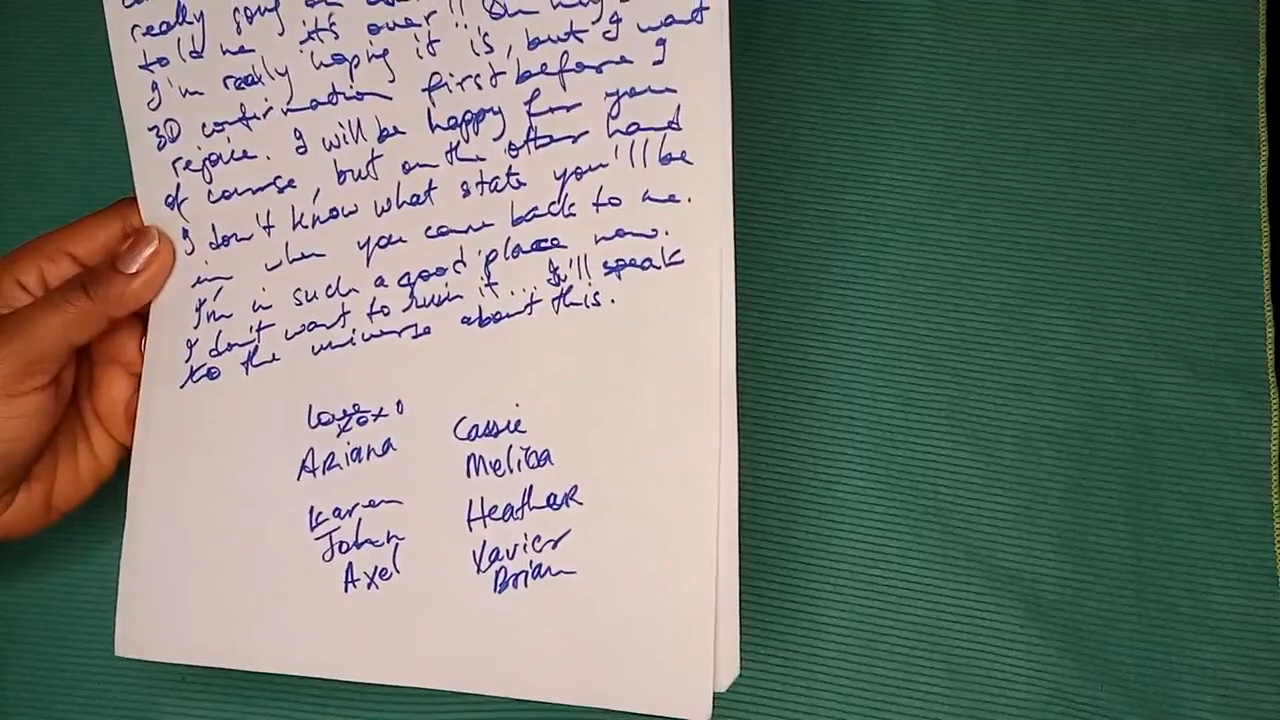 really going on
told me it's over!!
I'm really hoping it is, but I want
3D confirmation first before I
rejoice. I will be happy for you
of course, but on the other hand
I don't know what state you'll be
in when you come back to me.
I'm in such a good place now.
I don't want to ruin it... I'll speak
to the universe about this.
Love
xoxo
Ariana
Cassie
Melissa
Karen
Heather
Xavier
Axel
Brian